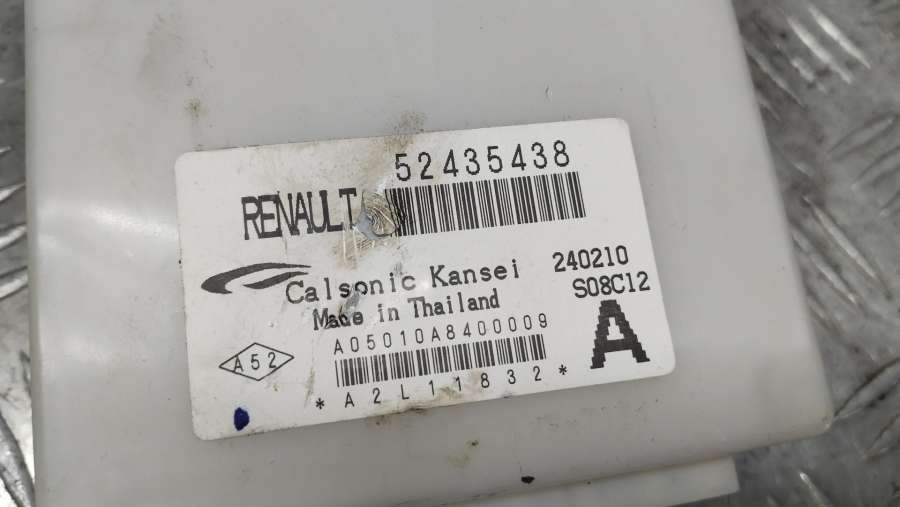 52435438
RENAULT
Calsonic Kansei
240210
Made in Thailand
S08C12
A05010A8400009
A
A52
*A2L11832*